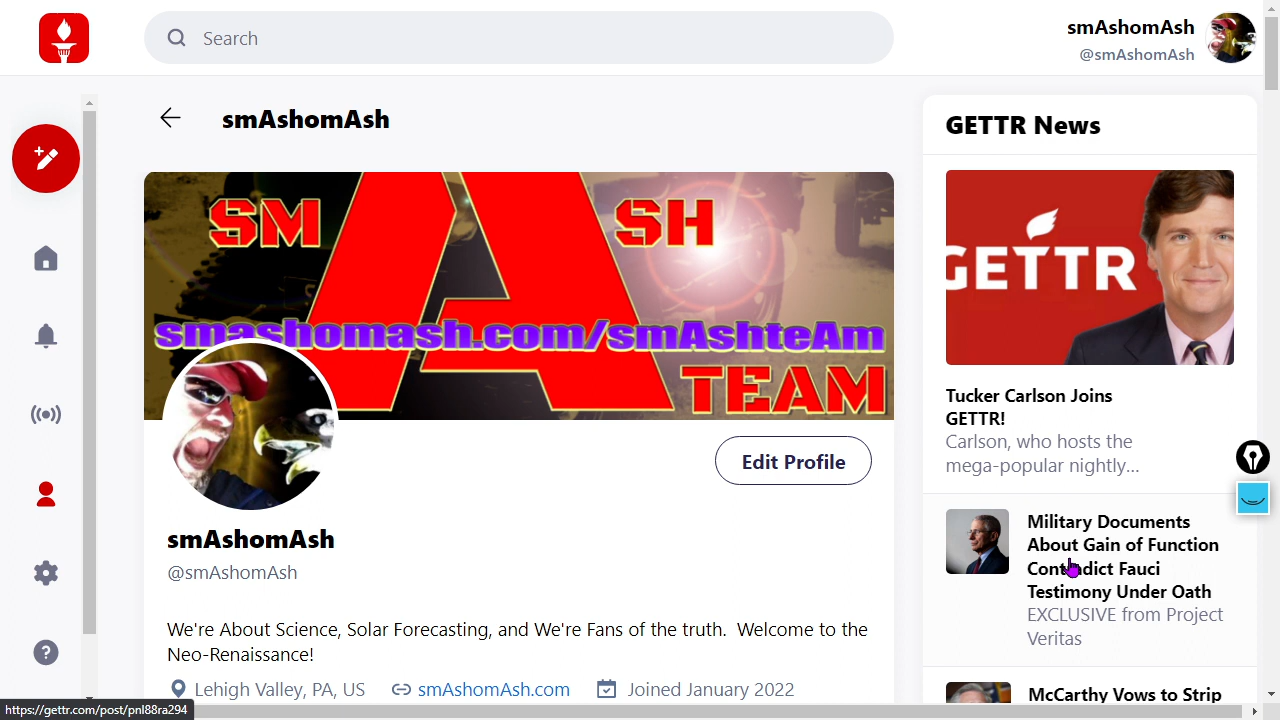 Search
smAshomAsh
@smAshomAsh
smAshomAsh
SM SH
smashomash.com/smAshteAm
TEAM
Edit Profile
smAshomAsh
@smAshomAsh
We're About Science, Solar Forecasting, and We're Fans of the truth.  Welcome to the
Neo-Renaissance!
Lehigh Valley, PA, US smAshomAsh.com Joined January 2022
GETTR News
GETTR
Tucker Carlson Joins
GETTR!
Carlson, who hosts the
mega-popular nightly...
Military Documents
About Gain of Function
Contradict Fauci
Testimony Under Oath
EXCLUSIVE from Project
Veritas
McCarthy Vows to Strip
https://gettr.com/post/pnl88ra294